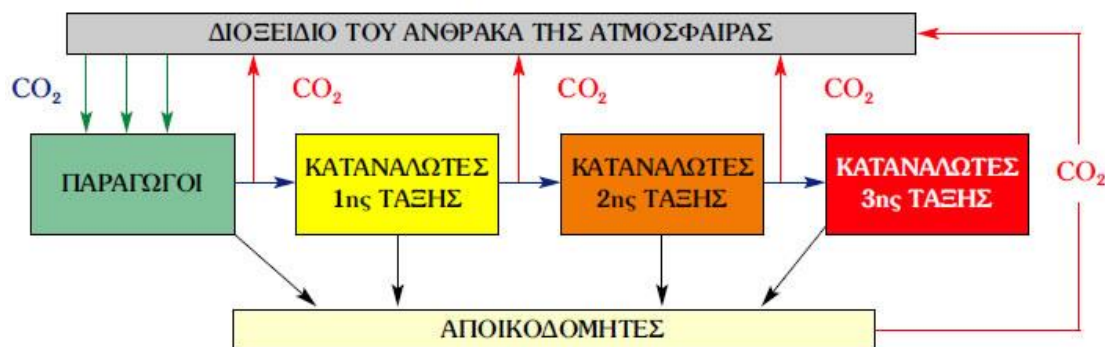 ΔΙΟΞΕΙΔΙΟ ΤΟΥ ΑΝΘΡΑΚΑ ΤΗΣ ΑΤΜΟΣΦΑΙΡΑΣ
CO2
CO2
CO2
CO2
ΠΑΡΑΓΩΓΟΙ
ΚΑΤΑΝΑΛΩΤΕΣ
1ης ΤΑΞΗΣ
ΚΑΤΑΝΑΛΩΤΕΣ
2ης ΤΑΞΗΣ
ΚΑΤΑΝΑΛΩΤΕΣ
3ης ΤΑΞΗΣ
CO2
ΑΠΟΙΚΟΔΟΜΗΤΕΣ